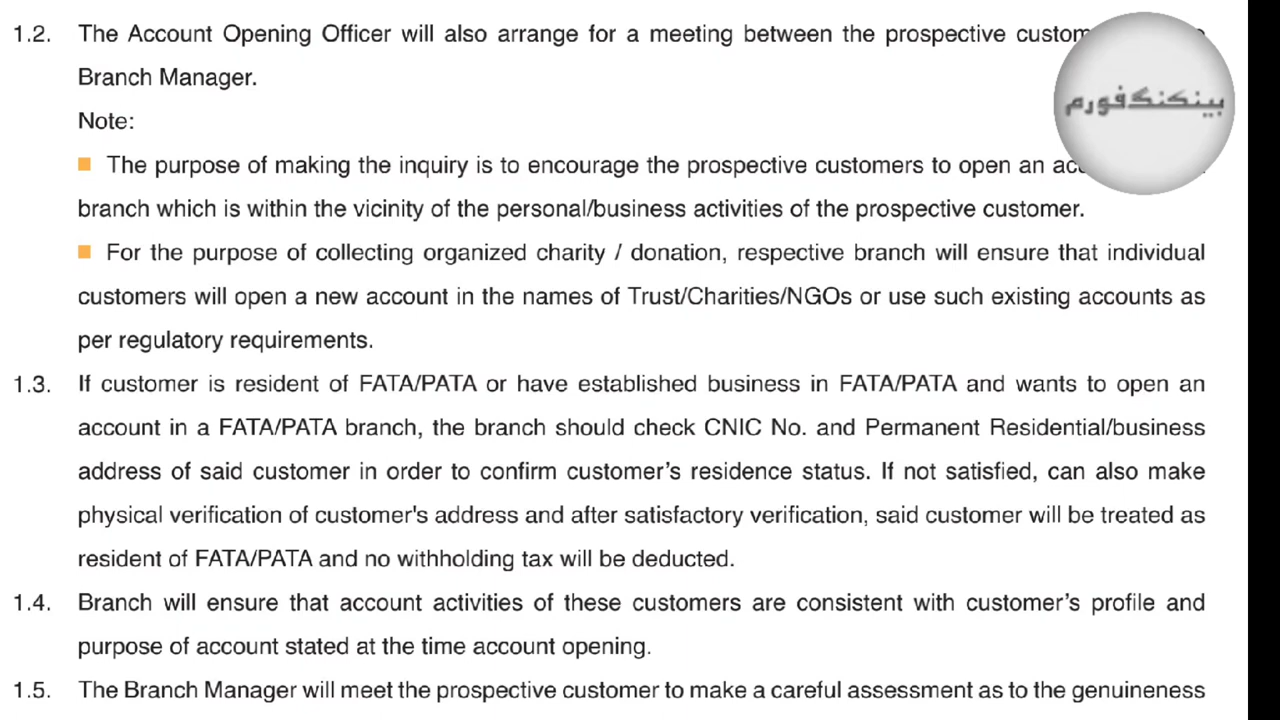 1.2. The Account Opening Officer will also arrange for a meeting between the prospective
Branch Manager.
Note:
The purpose of making the inquiry is to encourage the prospective customers to open an
branch which is within the vicinity of the personal/business activities of the prospective customer.
For the purpose of collecting organized charity / donation, respective branch will ensure that individual
customers will open a new account in the names of Trust/Charities/NGOs or use such existing accounts as
per regulatory requirements.
1.3. If customer is resident of FATA/PATA or have established business in FATA/PATA and wants to open an
account in a FATA/PATA branch, the branch should check CNIC No. and Permanent Residential/business
address of said customer in order to confirm customer's residence status. If not satisfied, can also make
physical verification of customer's address and after satisfactory verification, said customer will be treated as
resident of FATA/PATA and no withholding tax will be deducted.
1.4. Branch will ensure that account activities of these customers are consistent with customer's profile and
purpose of account stated at the time account opening.
1.5. The Branch Manager will meet the prospective customer to make a careful assessment as to the genuineness
بینکنگ فورم